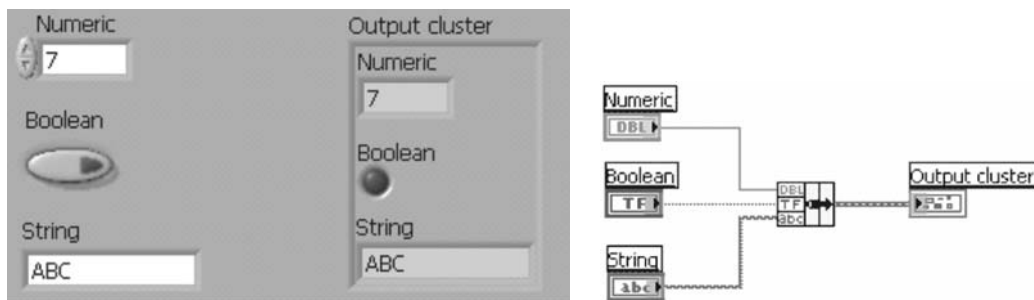 Numeric
7
Boolean
String
ABC
Output cluster
Numeric
7
Boolean
String
ABC
Numeric
DBL
Boolean
TF
String
abc
DBL
TF
abc
Output cluster